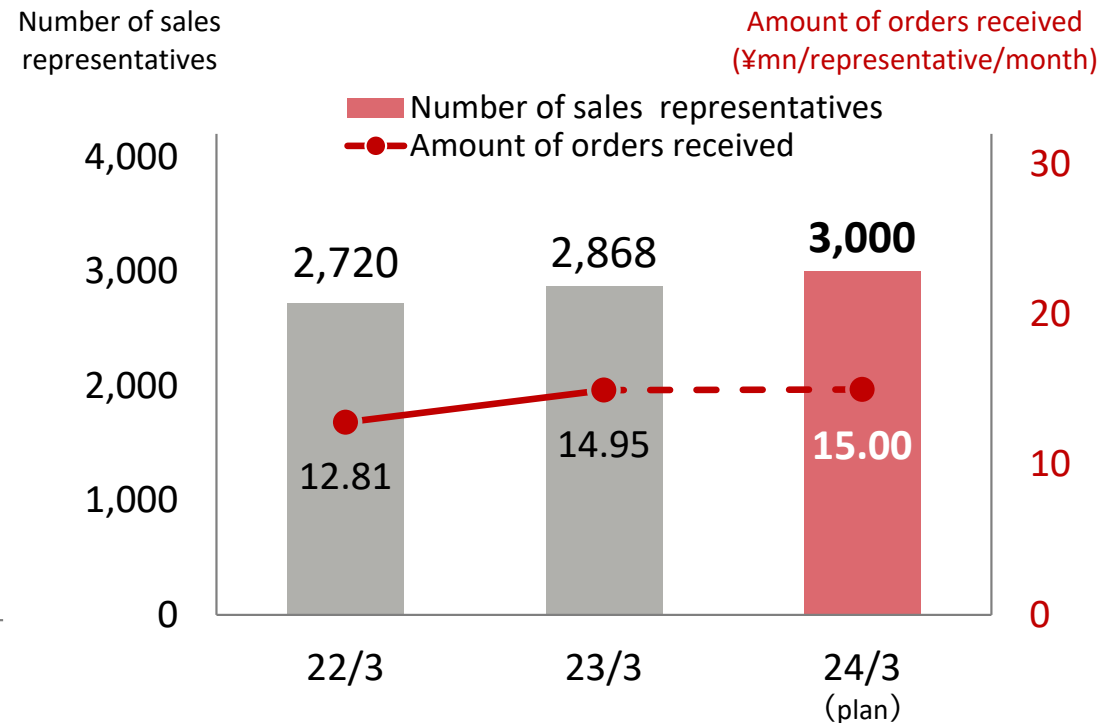 Number of sales
representatives
Amount of orders received
(¥mn/representative/month)
Number of sales representatives
Amount of orders received
4,000
3,000
2,000
1,000
0
30
20
10
0
2,720
2,868
3,000
12.81
14.95
15.00
22/3
23/3
24/3
（plan）